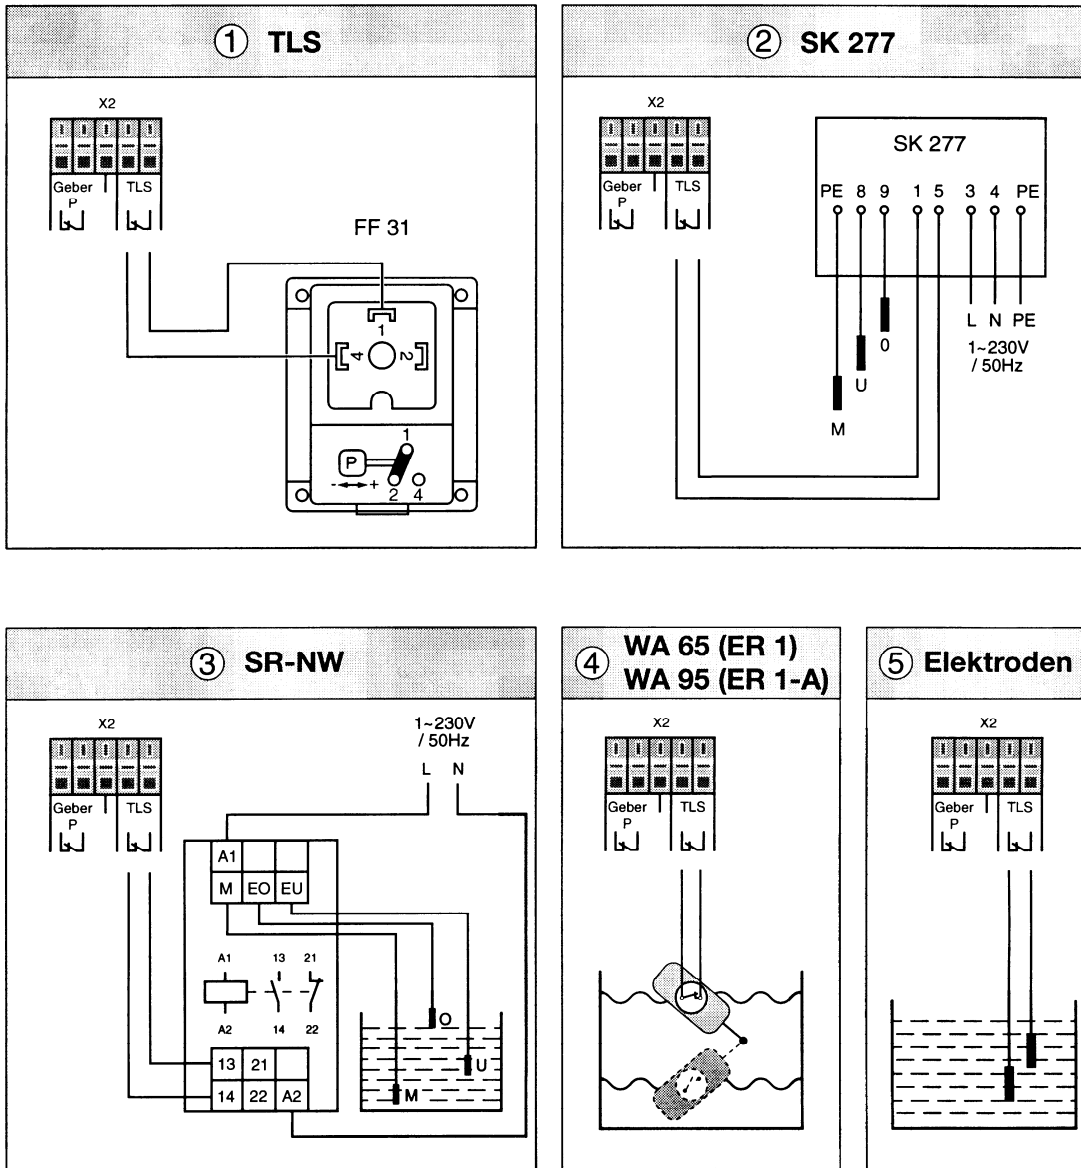 ① TLS
X2
Geber TLS
P
FF 31
1
4 2
1
P
- +
2 4
② SK 277
X2
Geber TLS
P
SK 277
PE 8 9 1 5 3 4 PE
L N PE
0
1~230V
/ 50Hz
U
M
③ SR-NW
X2
1~230V
/ 50Hz
L N
Geber TLS
P
A1
M EO EU
A1 13 21
A2 14 22
O
13 21
U
14 22 A2
M
④ WA 65 (ER 1)
WA 95 (ER 1-A)
X2
Geber TLS
P
⑤ Elektroden
X2
Geber TLS
P